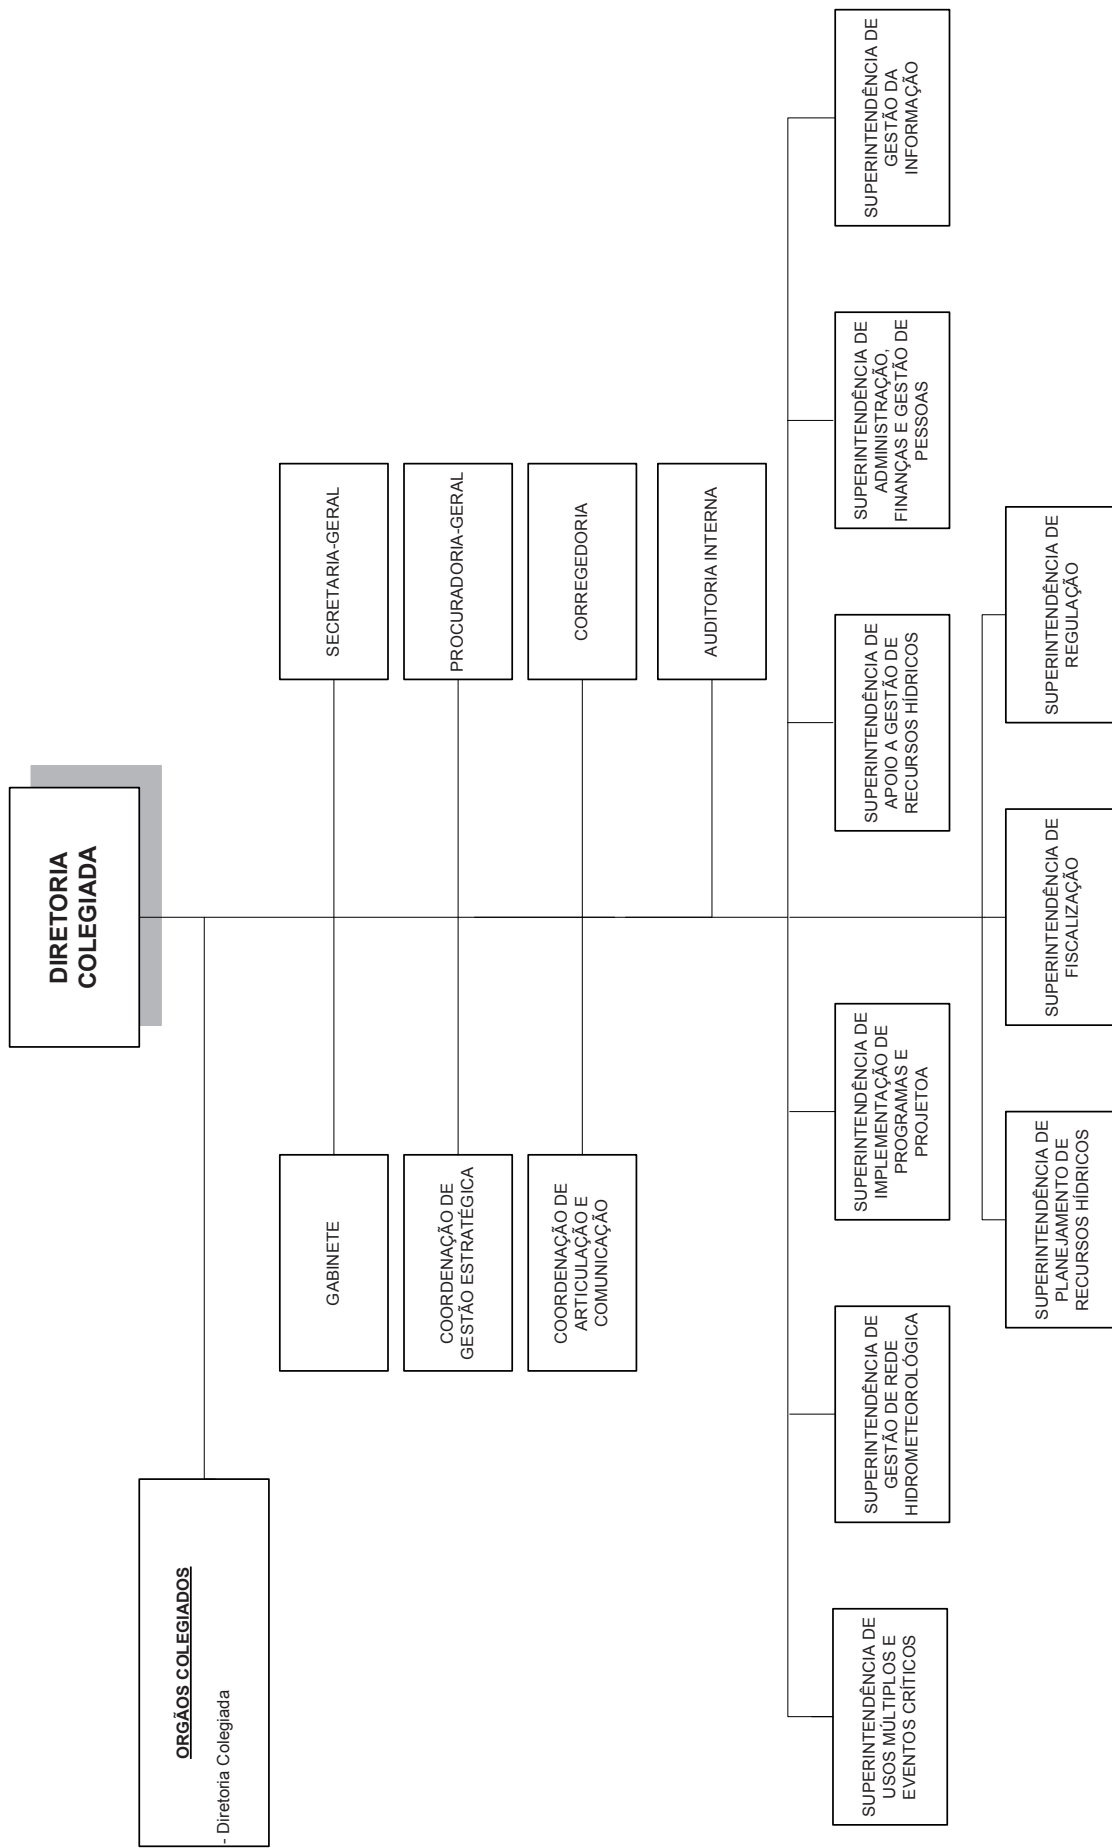 DIRETORIA
COLEGIADA
ORGÃOS COLEGIADOS
- Diretoria Colegiada
GABINETE
SECRETARIA-GERAL
COORDENAÇÃO DE
GESTÃO ESTRATÉGICA
PROCURADORIA-GERAL
COORDENAÇÃO DE
ARTICULAÇÃO E
COMUNICAÇÃO
CORREGEDORIA
AUDITORIA INTERNA
SUPERINTENDÊNCIA DE
USOS MÚLTIPLOS E
EVENTOS CRÍTICOS
SUPERINTENDÊNCIA DE
GESTÃO DE REDE
HIDROMETEOROLÓGICA
SUPERINTENDÊNCIA DE
IMPLEMENTAÇÃO DE
PROGRAMAS E
PROJETOA
SUPERINTENDÊNCIA DE
APOIO A GESTÃO DE
RECURSOS HÍDRICOS
SUPERINTENDÊNCIA DE
ADMINISTRAÇÃO,
FINANÇAS E GESTÃO DE
PESSOAS
SUPERINTENDÊNCIA DE
GESTÃO DA
INFORMAÇÃO
SUPERINTENDÊNCIA DE
PLANEJAMENTO DE
RECURSOS HÍDRICOS
SUPERINTENDÊNCIA DE
FISCALIZAÇÃO
SUPERINTENDÊNCIA DE
REGULAÇÃO